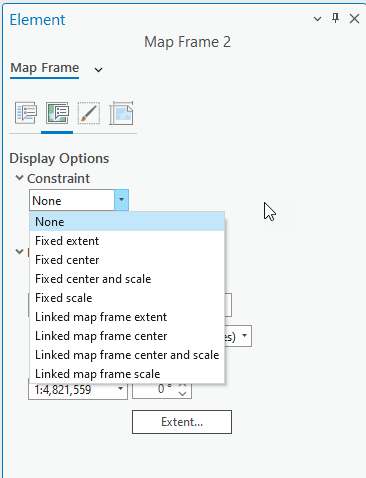 Element
Map Frame 2
Map Frame
Display Options
Constraint
None
None
Fixed extent
Fixed center
Fixed center and scale
Fixed scale
Linked map frame extent
Linked map frame center
Linked map frame center and scale
Linked map frame scale
es)
1:4,821,559
0 °
Extent...